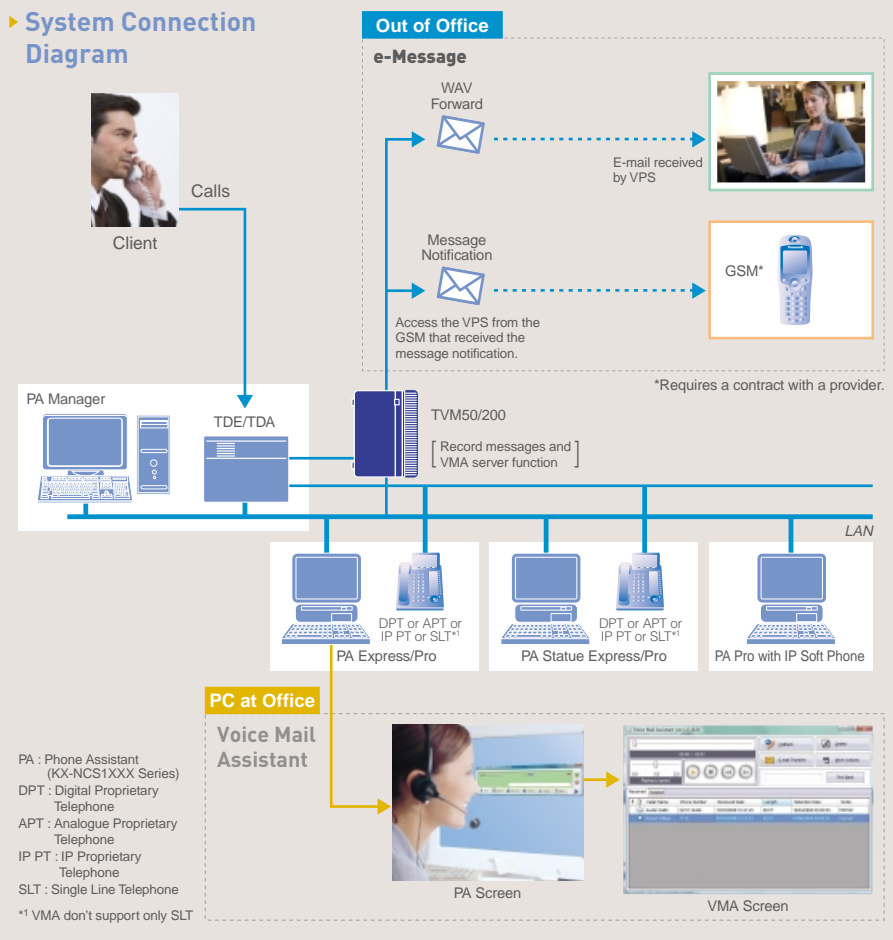 System Connection
Diagram
Out of Office
e-Message
WAV
Forward
E-mail received
by VPS
Calls
Client
Message
Notification
GSM*
Access the VPS from the
GSM that received the
message notification.
*Requires a contract with a provider.
PA Manager
TDE/TDA
TVM50/200
[ Record messages and
VMA server function ]
LAN
DPT or APT or
IP PT or SLT*1
PA Express/Pro
DPT or APT or
IP PT or SLT*1
PA Statue Express/Pro
PA Pro with IP Soft Phone
PC at Office
Voice Mail
Assistant
PA Screen
VMA Screen
PA : Phone Assistant
(KX-NCS1XXX Series)
DPT : Digital Proprietary
Telephone
APT : Analogue Proprietary
Telephone
IP PT : IP Proprietary
Telephone
SLT : Single Line Telephone
*1 VMA don't support only SLT